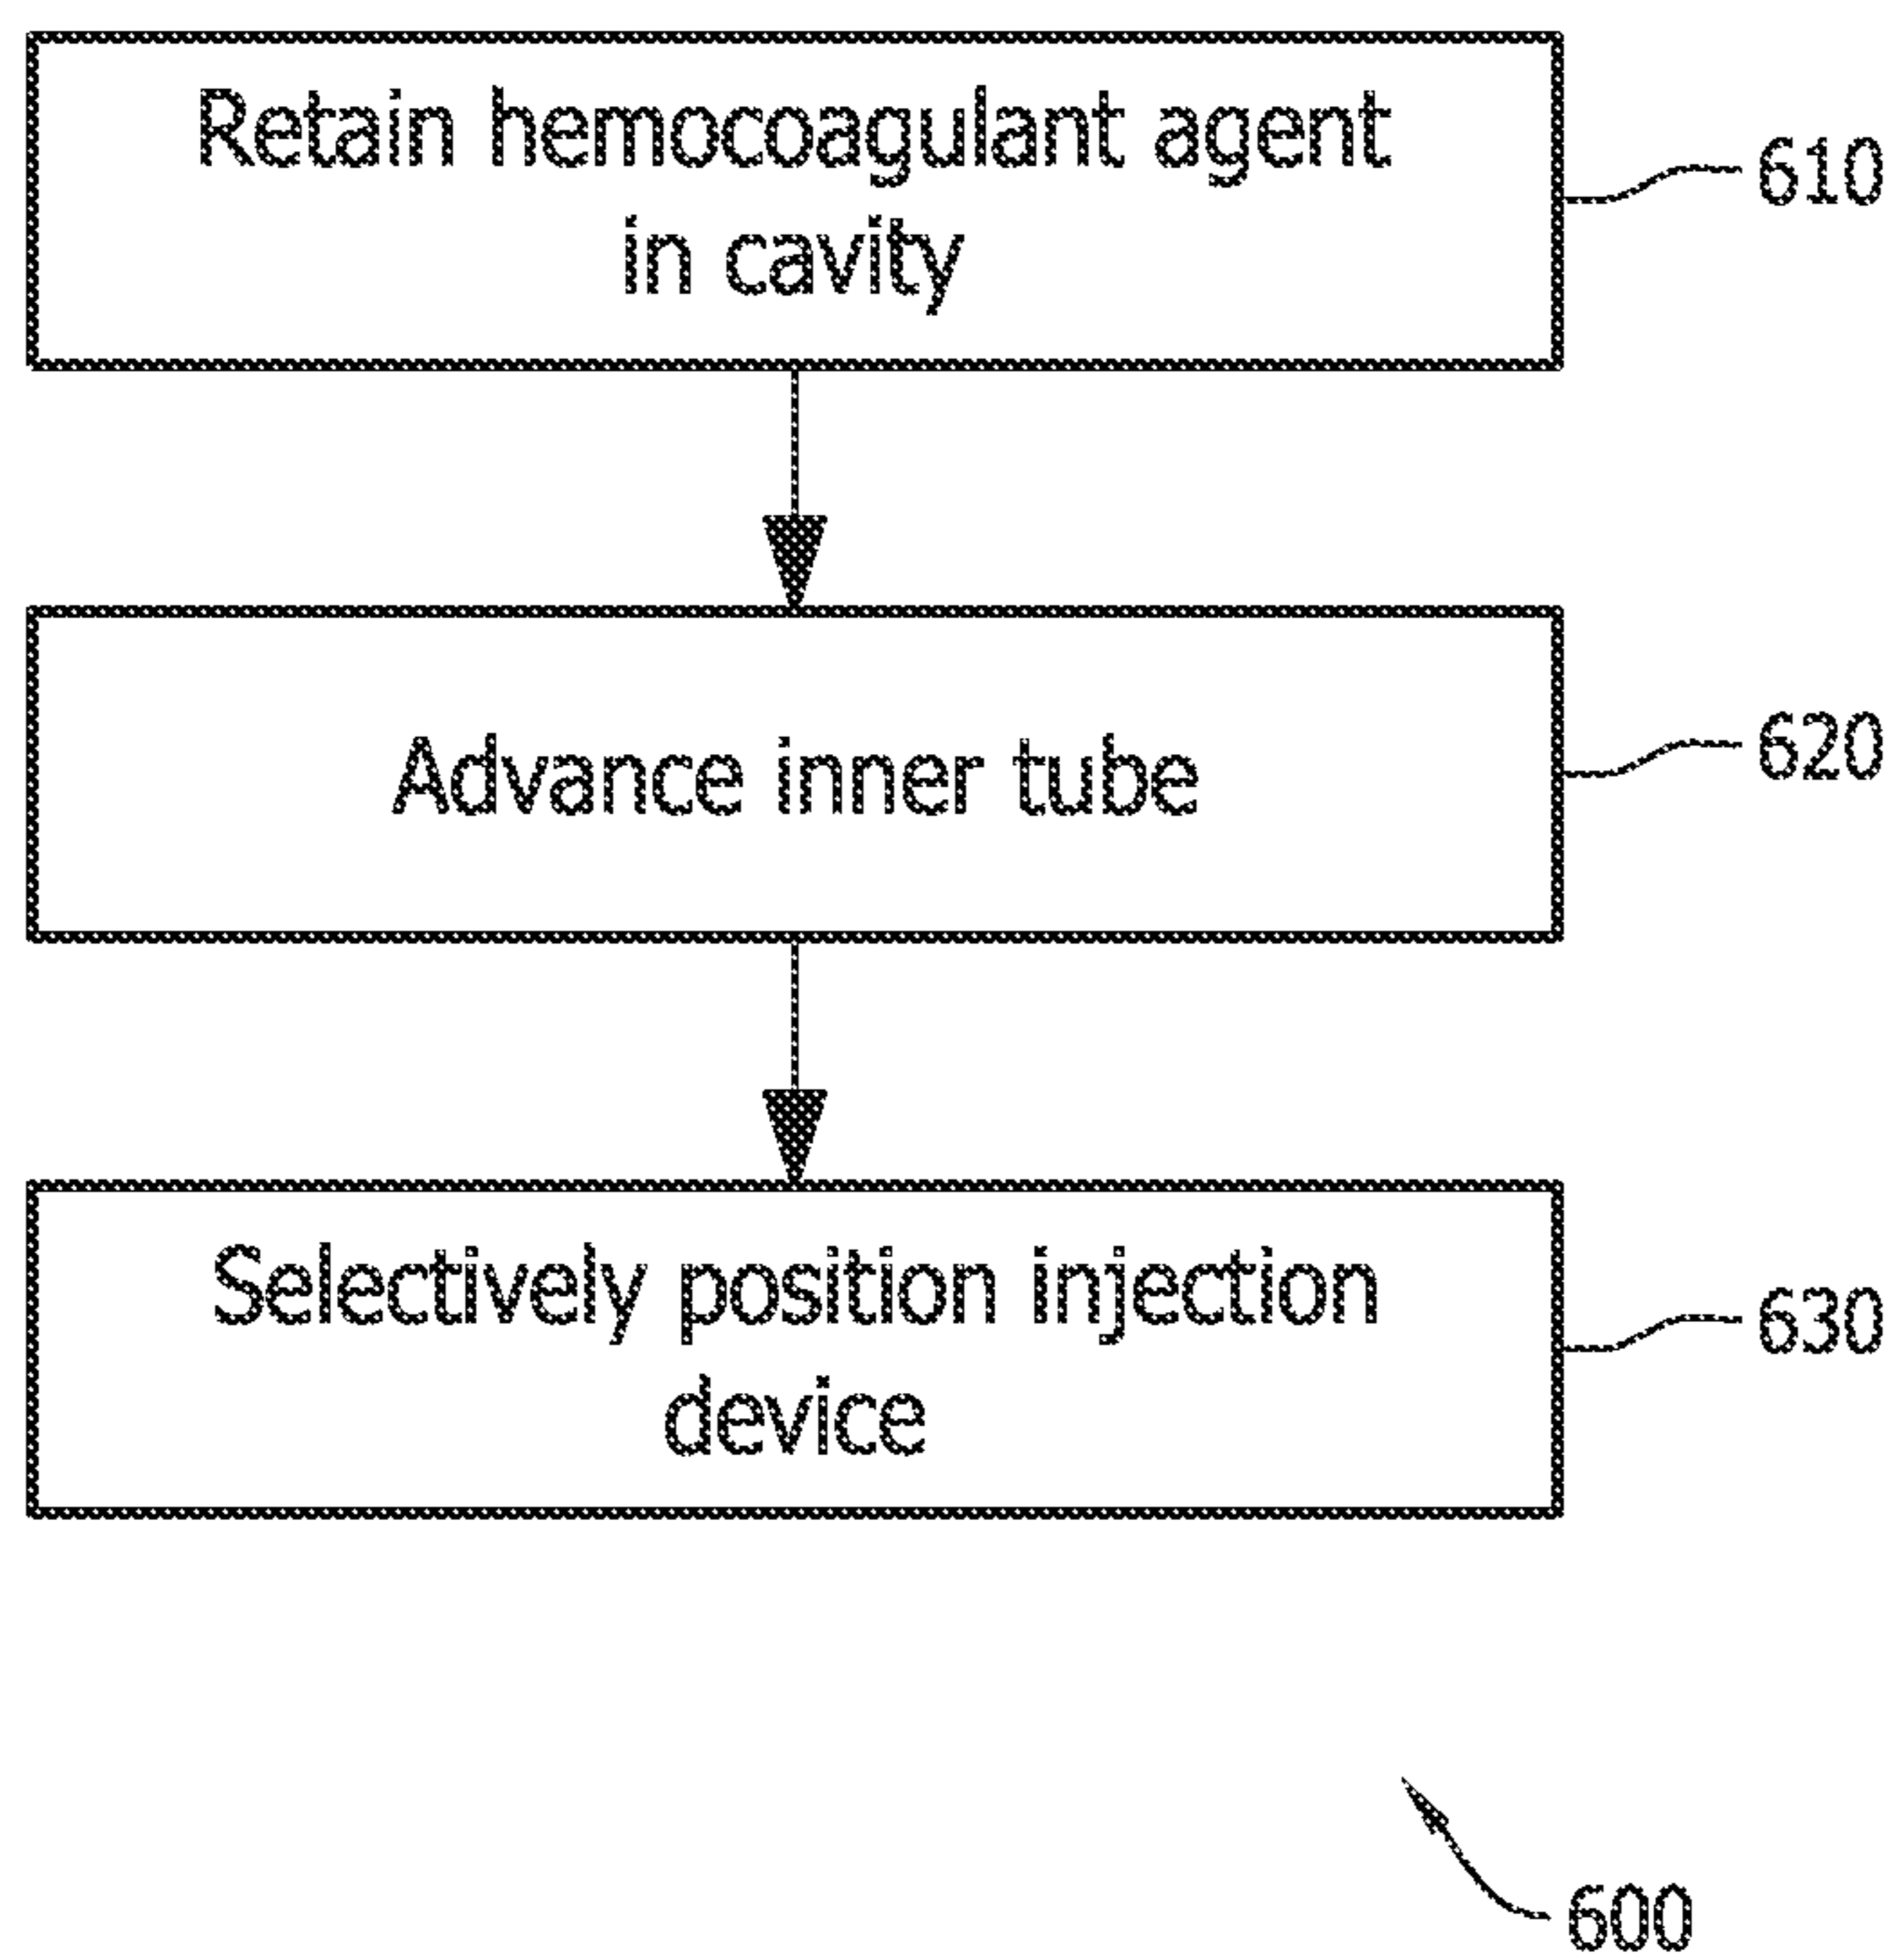 Retain hemocoagulant agent
in cavity
610
Advance inner tube
620
Selectively position injection
device
630
600